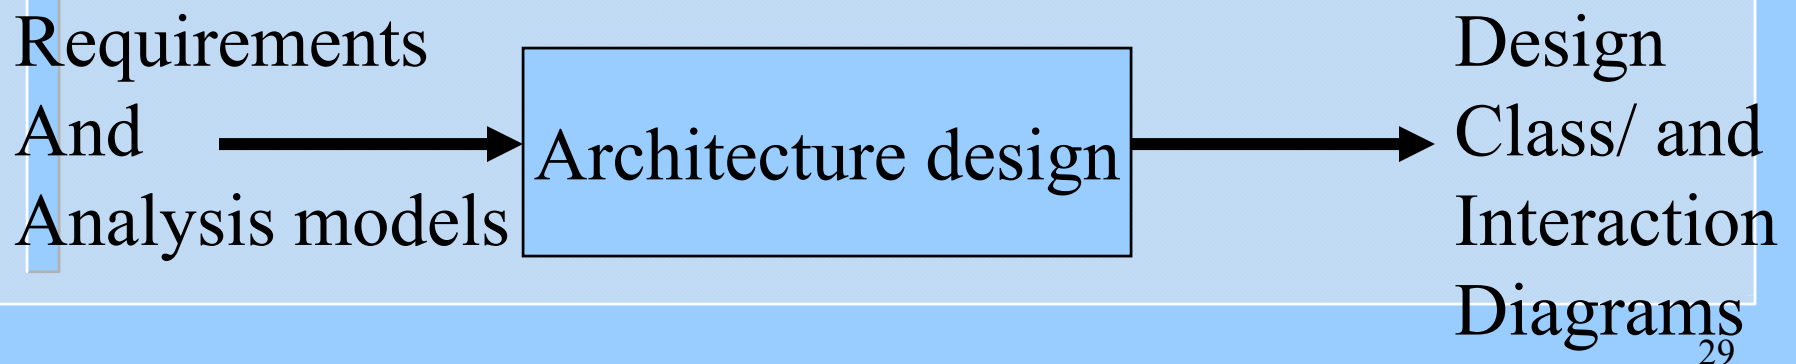 Requirements
And
Analysis models
Architecture design
Design
Class/ and
Interaction
Diagrams
29